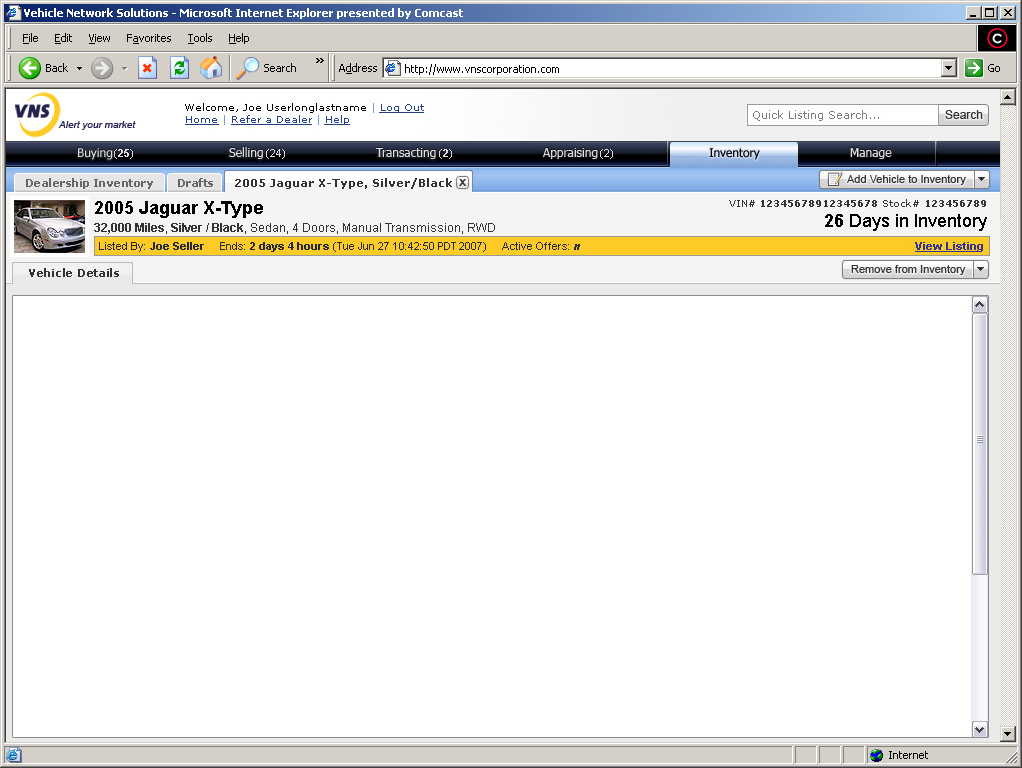 Vehicle Network Solutions - Microsoft Internet Explorer presented by Comcast
File Edit View Favorites Tools Help
Back Search » Address http://www.vnscorporation.com Go
VNS Alert your market
Welcome, Joe Userlonglastname | Log Out
Home | Refer a Dealer | Help
Quick Listing Search... Search
Buying(25) Selling(24) Transacting(2) Appraising(2) Inventory Manage
Dealership Inventory Drafts 2005 Jaguar X-Type, Silver/Black X Add Vehicle to Inventory
2005 Jaguar X-Type
VIN# 12345678912345678 Stock# 123456789
32,000 Miles, Silver / Black, Sedan, 4 Doors, Manual Transmission, RWD
26 Days in Inventory
Listed By: Joe Seller Ends: 2 days 4 hours (Tue Jun 27 10:42:50 PDT 2007) Active Offers: n View Listing
Vehicle Details Remove from Inventory
Internet